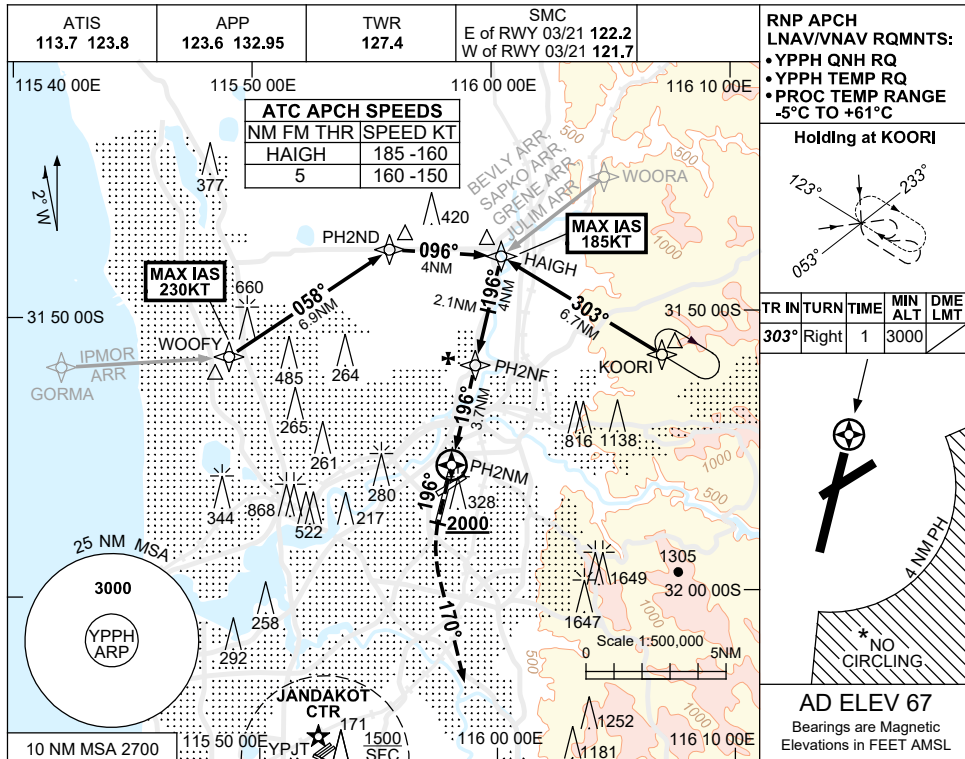 ATIS
113.7 123.8
APP
123.6 132.95
TWR
127.4
SMC
E of RWY 03/21 122.2
W of RWY 03/21 121.7
RNP APCH
LNAV/VNAV RQMNTS:
•YPPH QNH RQ
•YPPH TEMP RQ
•PROC TEMP RANGE
-5°C TO +61°C
115 40 00E
115 50 00E
116 00 00E
116 10 00E
ATC APCH SPEEDS
NM FM THR SPEED KT
HAIGH 185 -160
5 160 -150
2°W
377
420
500
500
BEVLY ARR,
SAPKO ARR,
GRENE ARR,
JULIM ARR
WOORA
PH2ND
096°
4NM
HAIGH
MAX IAS
185KT
1000
MAX IAS
230KT
660
058°
6.9NM
2.1NM
196°
4NM
303°
6.7NM
31 50 00S
31 50 00S
WOOFY
IPMOR
ARR
GORMA
485
264
PH2NF
KOORI
265
196°
3.7NM
816
1138
261
1000
280
PH2NM
500
344
868
522
217
196°
328
2000
25 NM MSA
3000
YPPH
ARP
1305
1649
32 00 00S
1647
1000
258
170°
Scale 1:500,000
0 5NM
292
500
JANDAKOT
CTR
171
YPJT
1500
SFC
1252
1181
10 NM MSA 2700
115 50 00E
116 00 00E
116 10 00E
Holding at KOORI
123°
233°
053°
TR IN TURN TIME MIN ALT DME LMT
303° Right 1 3000
4 NM PH
*NO
CIRCLING
AD ELEV 67
Bearings are Magnetic
Elevations in FEET AMSL